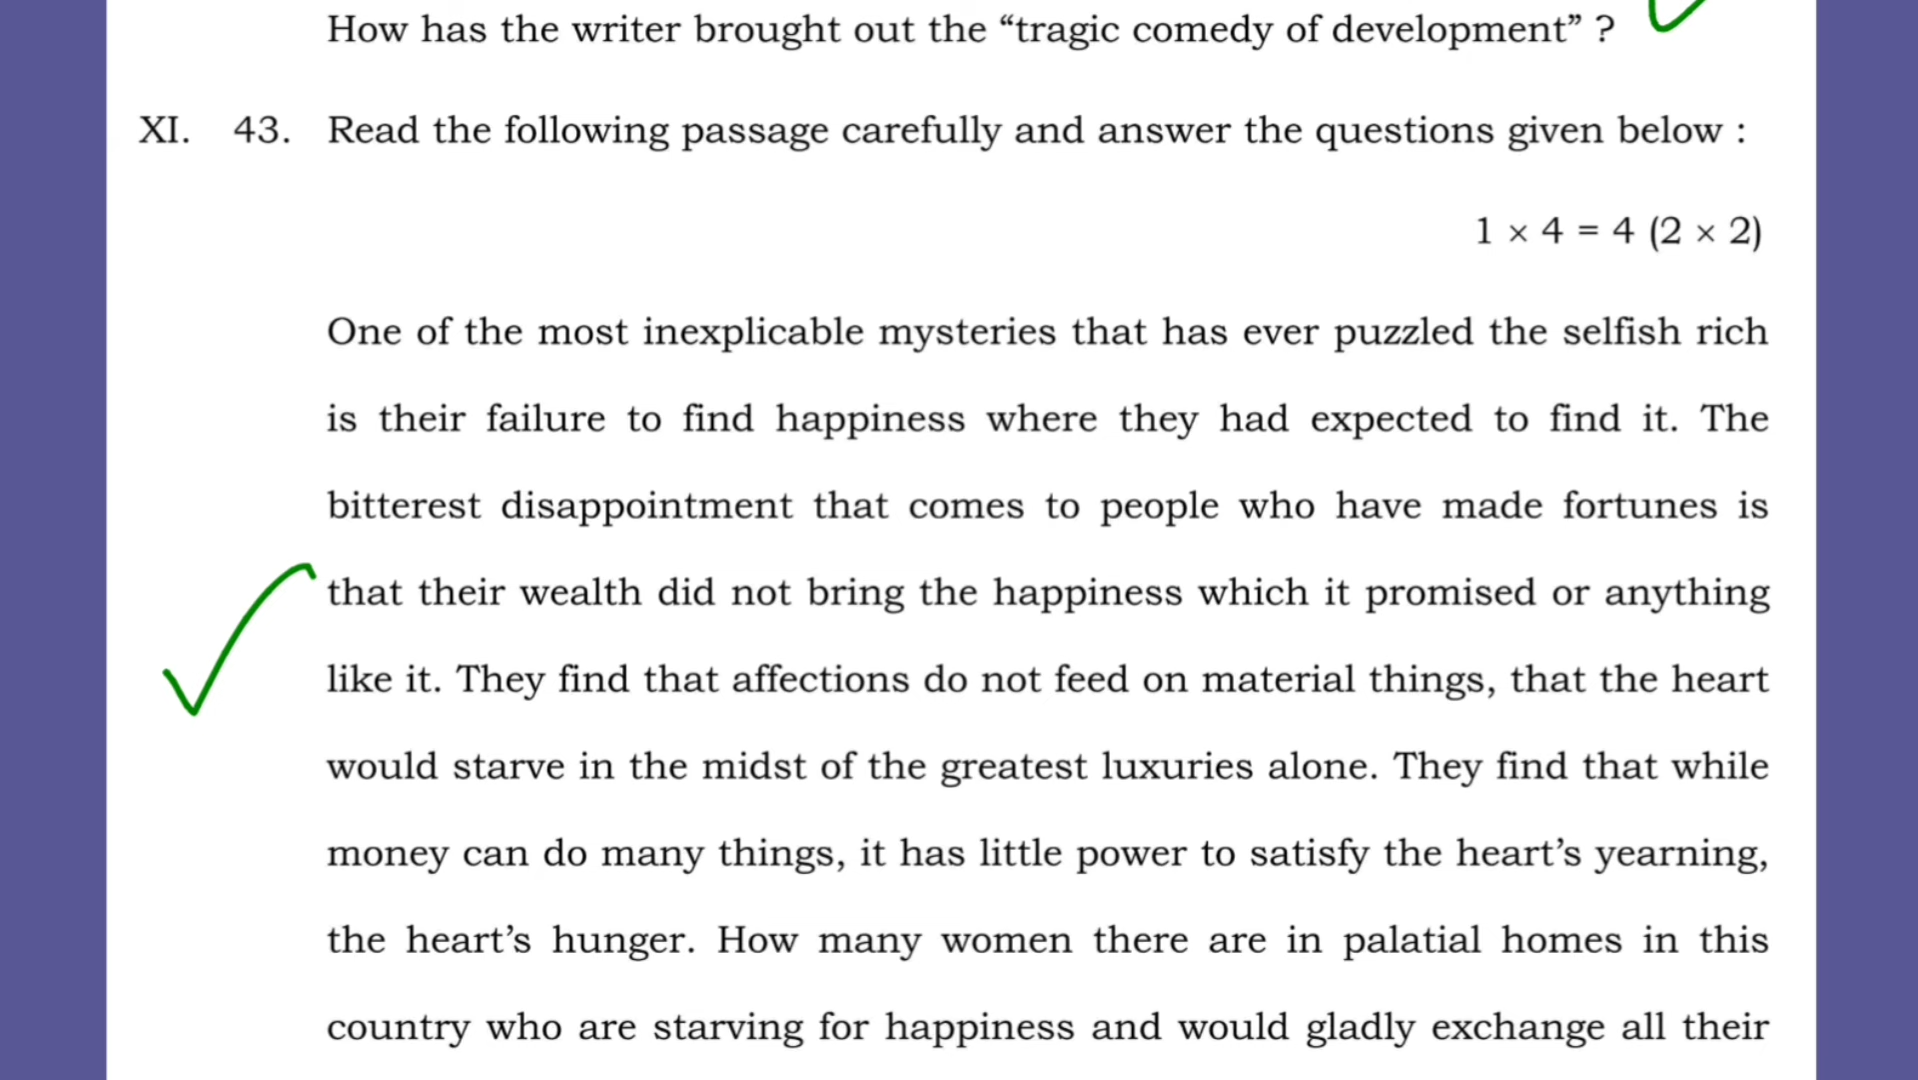 How has the writer brought out the “tragic comedy of development” ?
XI. 43. Read the following passage carefully and answer the questions given below :
1 × 4 = 4 (2 × 2)
One of the most inexplicable mysteries that has ever puzzled the selfish rich
is their failure to find happiness where they had expected to find it. The
bitterest disappointment that comes to people who have made fortunes is
that their wealth did not bring the happiness which it promised or anything
like it. They find that affections do not feed on material things, that the heart
would starve in the midst of the greatest luxuries alone. They find that while
money can do many things, it has little power to satisfy the heart’s yearning,
the heart’s hunger. How many women there are in palatial homes in this
country who are starving for happiness and would gladly exchange all their